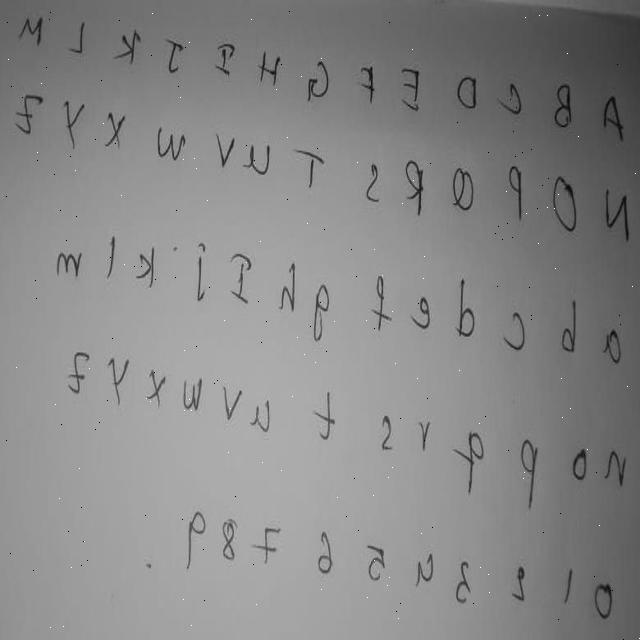 A B C D E F G H I J K L M
N O P Q R S T U V W X Y Z
a b c d e f g h I j k l m
n o p q r s t u v w x y z
0 1 2 3 4 5 6 7 8 9 .